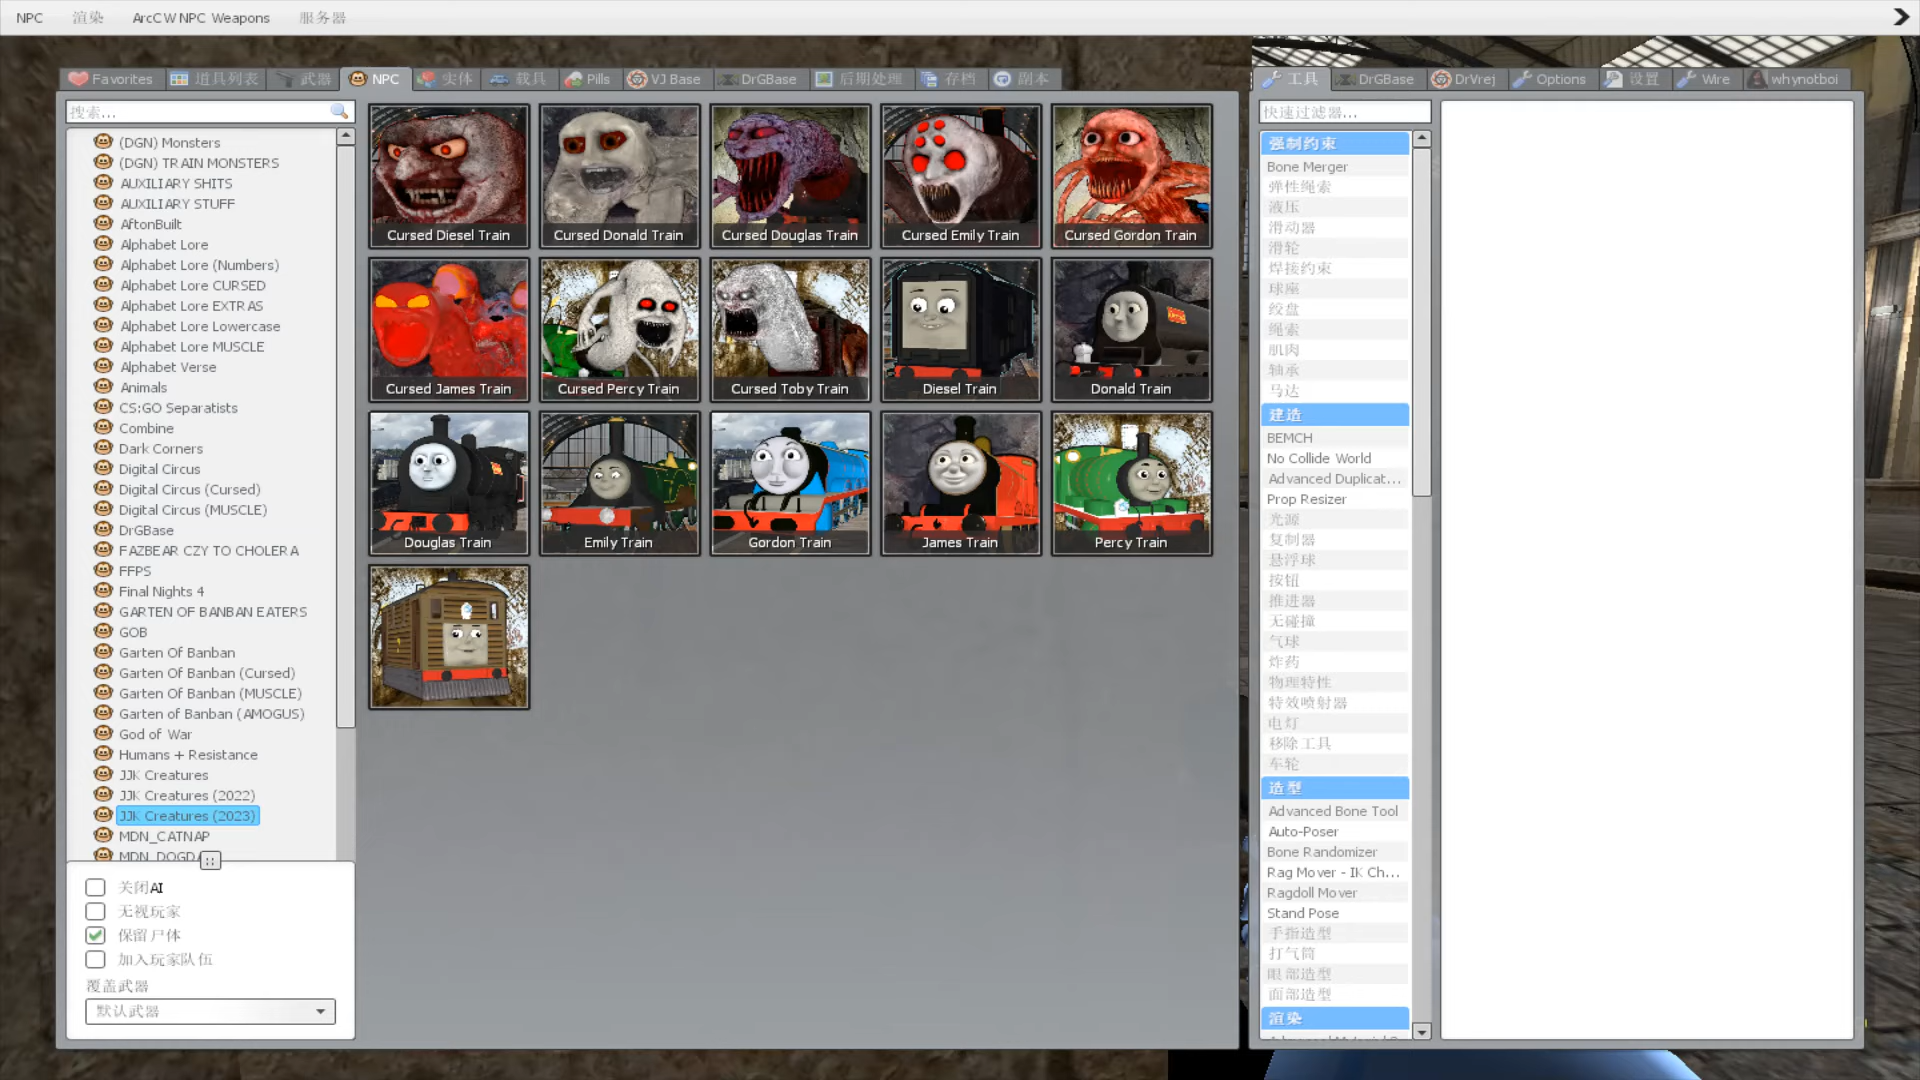 NPC 渲染 ArcCW NPC Weapons 服务器
Favorites 道具列表 武器 NPC 实体 载具 Pills VJ Base DrGBase 后期处理 存档 副本
搜索...
(DGN) Monsters
(DGN) TRAIN MONSTERS
AUXILIARY SHITS
AUXILIARY STUFF
AftonBuilt
Alphabet Lore
Alphabet Lore (Numbers)
Alphabet Lore CURSED
Alphabet Lore EXTRAS
Alphabet Lore Lowercase
Alphabet Lore MUSCLE
Alphabet Verse
Animals
CS:GO Separatists
Combine
Dark Corners
Digital Circus
Digital Circus (Cursed)
Digital Circus (MUSCLE)
DrGBase
FAZBEAR CZY TO CHOLERA
FFPS
Final Nights 4
GARTEN OF BANBAN EATERS
GOB
Garten Of Banban
Garten Of Banban (Cursed)
Garten Of Banban (MUSCLE)
Garten of Banban (AMOGUS)
God of War
Humans + Resistance
JJK Creatures
JJK Creatures (2022)
JJK Creatures (2023)
MDN_CATNAP
关闭AI
无视玩家
保留尸体
加入玩家队伍
覆盖武器
默认武器
Cursed Diesel Train
Cursed Donald Train
Cursed Douglas Train
Cursed Emily Train
Cursed Gordon Train
Cursed James Train
Cursed Percy Train
Cursed Toby Train
Diesel Train
Donald Train
Douglas Train
Emily Train
Gordon Train
James Train
Percy Train
工具 DrGBase DrVrej Options 设置 Wire whynotboi
快速过滤器...
强制约束
Bone Merger
弹性绳索
液压
滑动器
滑轮
焊接约束
球座
绞盘
绳索
肌肉
轴承
马达
建造
BEMCH
No Collide World
Advanced Duplicat...
Prop Resizer
光源
复制器
悬浮球
按钮
推进器
无碰撞
气球
炸药
物理特性
特效喷射器
电灯
移除工具
车轮
造型
Advanced Bone Tool
Auto-Poser
Bone Randomizer
Rag Mover - IK Ch...
Ragdoll Mover
Stand Pose
手指造型
打气筒
眼部造型
面部造型
渲染